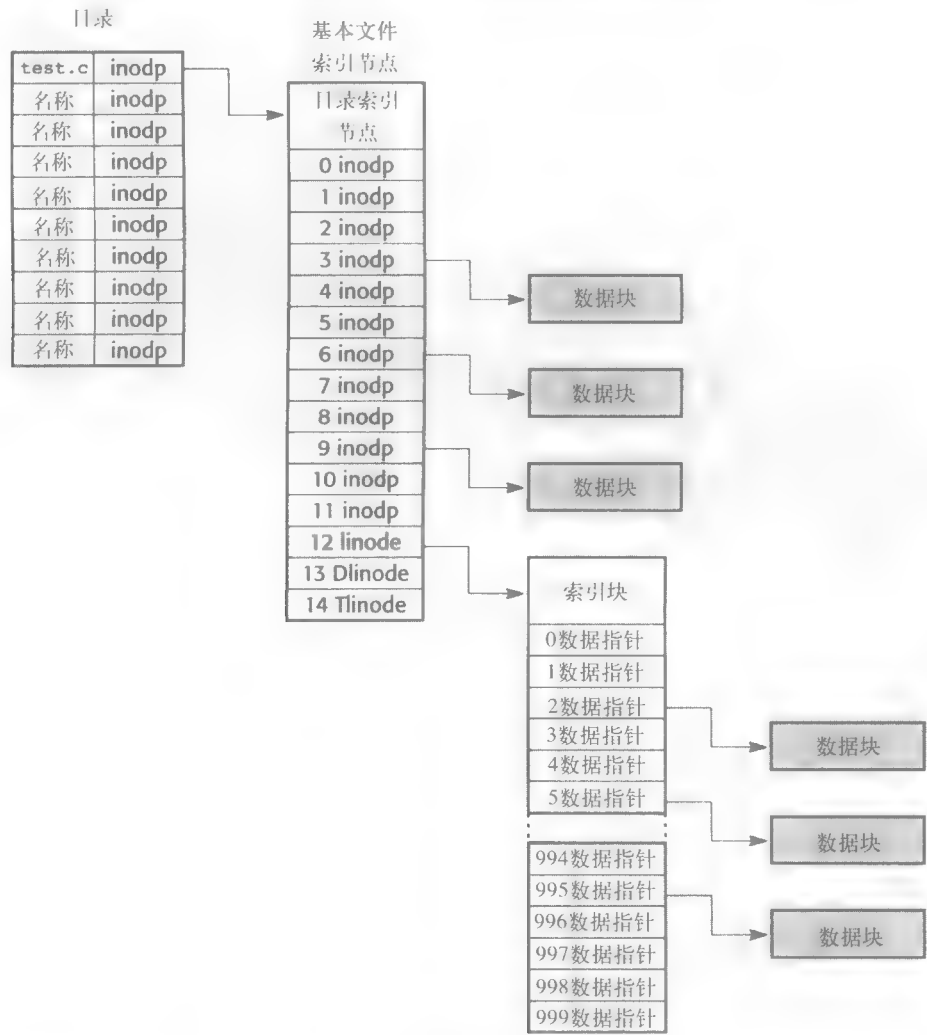 目录
test.c inodp
名称 inodp
名称 inodp
名称 inodp
名称 inodp
名称 inodp
名称 inodp
名称 inodp
名称 inodp
名称 inodp
基本文件
索引节点
目录索引
节点
0 inodp
1 inodp
2 inodp
3 inodp
4 inodp
5 inodp
6 inodp
7 inodp
8 inodp
9 inodp
10 inodp
11 inodp
12 linode
13 Dlinode
14 Tlinode
数据块
数据块
数据块
索引块
0数据指针
1数据指针
2数据指针
3数据指针
4数据指针
5数据指针
994数据指针
995数据指针
996数据指针
997数据指针
998数据指针
999数据指针
数据块
数据块
数据块